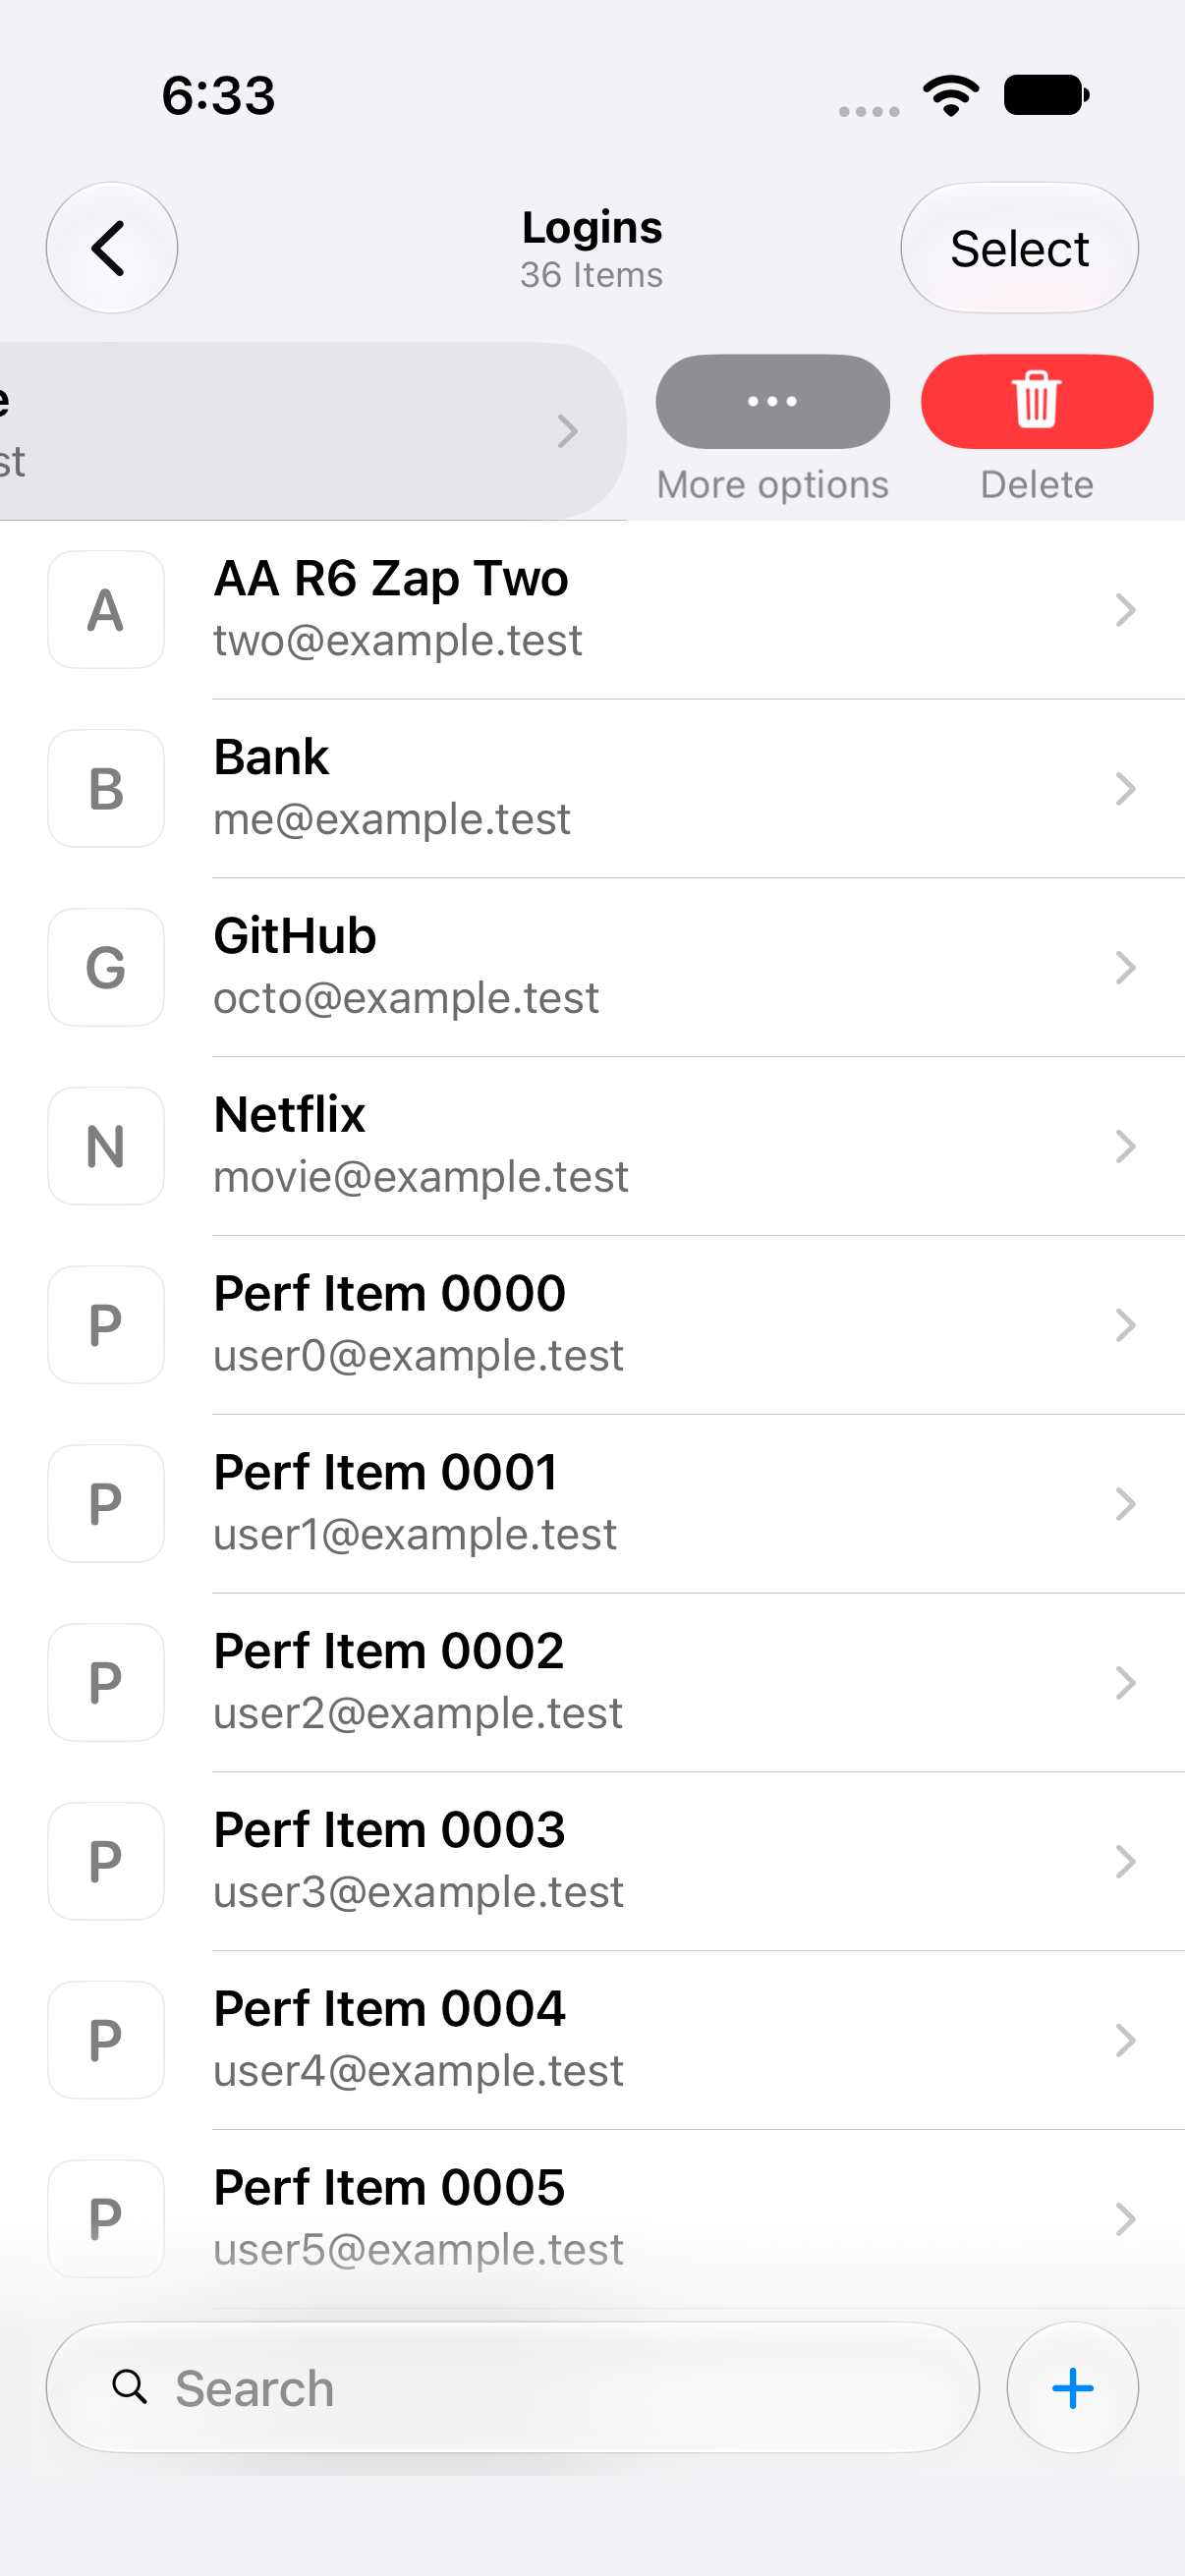 6:33
Logins
36 Items
Select
e
st
More options
Delete
A
AA R6 Zap Two
two@example.test
B
Bank
me@example.test
G
GitHub
octo@example.test
N
Netflix
movie@example.test
P
Perf Item 0000
user0@example.test
P
Perf Item 0001
user1@example.test
P
Perf Item 0002
user2@example.test
P
Perf Item 0003
user3@example.test
P
Perf Item 0004
user4@example.test
P
Perf Item 0005
user5@example.test
Search